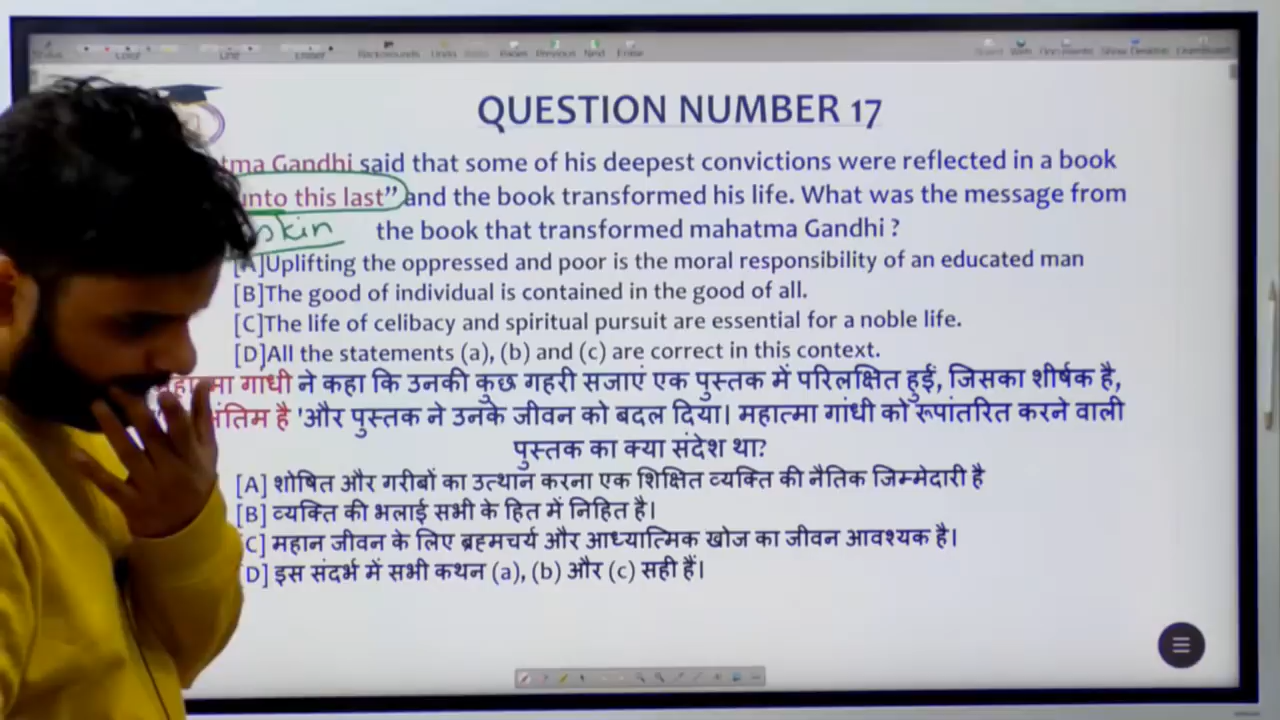 QUESTION NUMBER 17
tma Gandhi said that some of his deepest convictions were reflected in a book
unto this last” and the book transformed his life. What was the message from
skin the book that transformed mahatma Gandhi ?
[A]Uplifting the oppressed and poor is the moral responsibility of an educated man
[B]The good of individual is contained in the good of all.
[C]The life of celibacy and spiritual pursuit are essential for a noble life.
[D]All the statements (a), (b) and (c) are correct in this context.
महात्मा गांधी ने कहा कि उनकी कुछ गहरी सजाएं एक पुस्तक में परिलक्षित हुईं, जिसका शीर्षक है,
अंतिम है 'और पुस्तक ने उनके जीवन को बदल दिया। महात्मा गांधी को रूपांतरित करने वाली
पुस्तक का क्या संदेश था?
[A] शोषित और गरीबों का उत्थान करना एक शिक्षित व्यक्ति की नैतिक जिम्मेदारी है
[B] व्यक्ति की भलाई सभी के हित में निहित है।
C] महान जीवन के लिए ब्रह्मचर्य और आध्यात्मिक खोज का जीवन आवश्यक है।
D] इस संदर्भ में सभी कथन (a), (b) और (c) सही हैं।